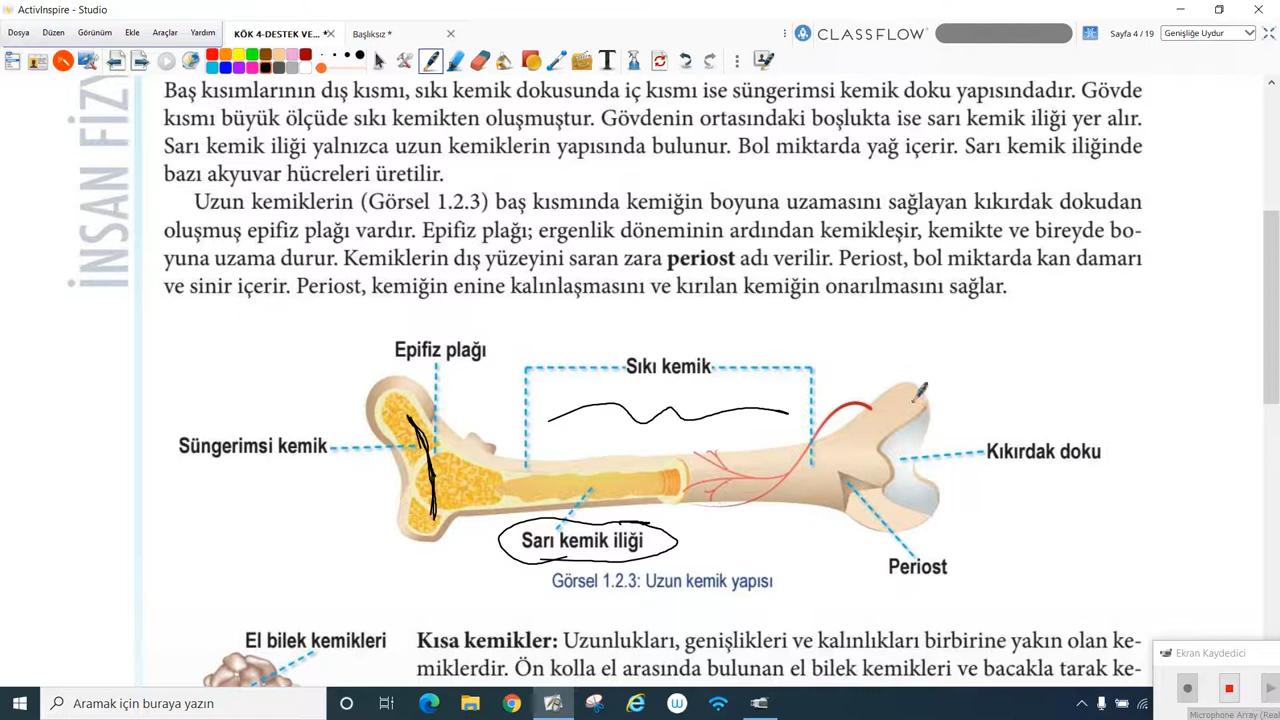 ActivInspire - Studio
Dosya Düzen Görünüm Ekle Araçlar Yardım
KÖK 4-DESTEK VE... *
Başlıksız *
CLASSFLOW
Sayfa 4 / 19
Genişliğe Uydur
İNSAN FİZY
Baş kısımlarının dış kısmı, sıkı kemik dokusunda iç kısmı ise süngerimsi kemik doku yapısındadır. Gövde
kısmı büyük ölçüde sıkı kemikten oluşmuştur. Gövdenin ortasındaki boşlukta ise sarı kemik iliği yer alır.
Sarı kemik iliği yalnızca uzun kemiklerin yapısında bulunur. Bol miktarda yağ içerir. Sarı kemik iliğinde
bazı akyuvar hücreleri üretilir.
Uzun kemiklerin (Görsel 1.2.3) baş kısmında kemiğin boyuna uzamasını sağlayan kıkırdak dokudan
oluşmuş epifiz plağı vardır. Epifiz plağı; ergenlik döneminin ardından kemikleşir, kemikte ve bireyde bo-
yuna uzama durur. Kemiklerin dış yüzeyini saran zara periost adı verilir. Periost, bol miktarda kan damarı
ve sinir içerir. Periost, kemiğin enine kalınlaşmasını ve kırılan kemiğin onarılmasını sağlar.
Epifiz plağı
Sıkı kemik
Süngerimsi kemik
Kıkırdak doku
Sarı kemik iliği
Periost
Görsel 1.2.3: Uzun kemik yapısı
El bilek kemikleri
Kısa kemikler: Uzunlukları, genişlikleri ve kalınlıkları birbirine yakın olan ke-
miklerdir. Ön kolla el arasında bulunan el bilek kemikleri ve bacakla tarak ke-
Ekran Kaydedici
Microphone Array (Real
Aramak için buraya yazın